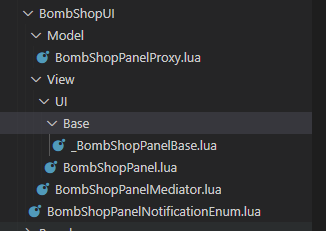 BombShopUI
Model
BombShopPanelProxy.lua
View
UI
Base
_BombShopPanelBase.lua
BombShopPanel.lua
BombShopPanelMediator.lua
BombShopPanelNotificationEnum.lua